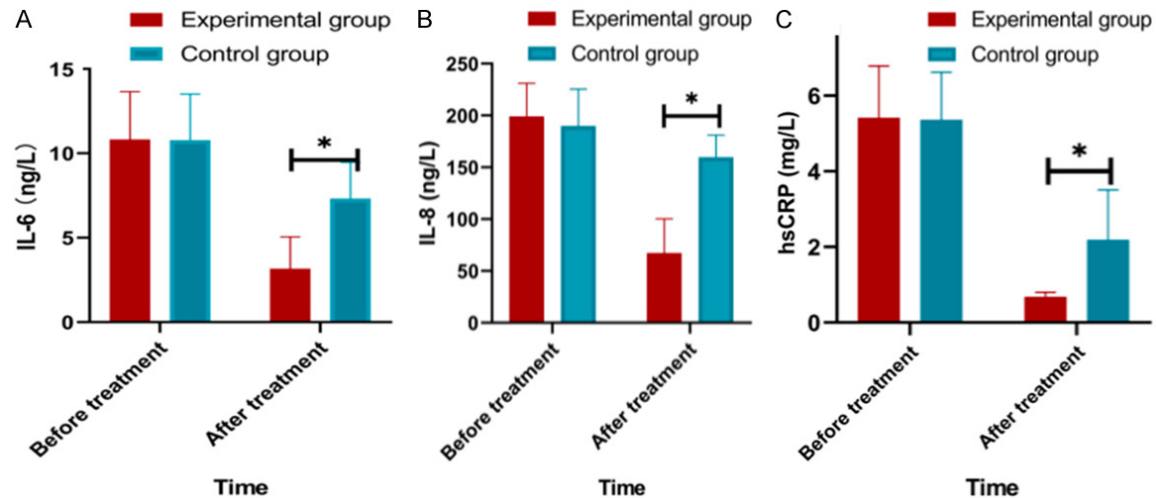 A
Experimental group
Control group
IL-6 (ng/L)
15
10
5
0
*
Before treatment
After treatment
Time
B
Experimental group
Control group
IL-8 (ng/L)
250
200
150
100
50
0
*
Before treatment
After treatment
Time
C
Experimental group
Control group
hsCRP (mg/L)
6
4
2
0
*
Before treatment
After treatment
Time